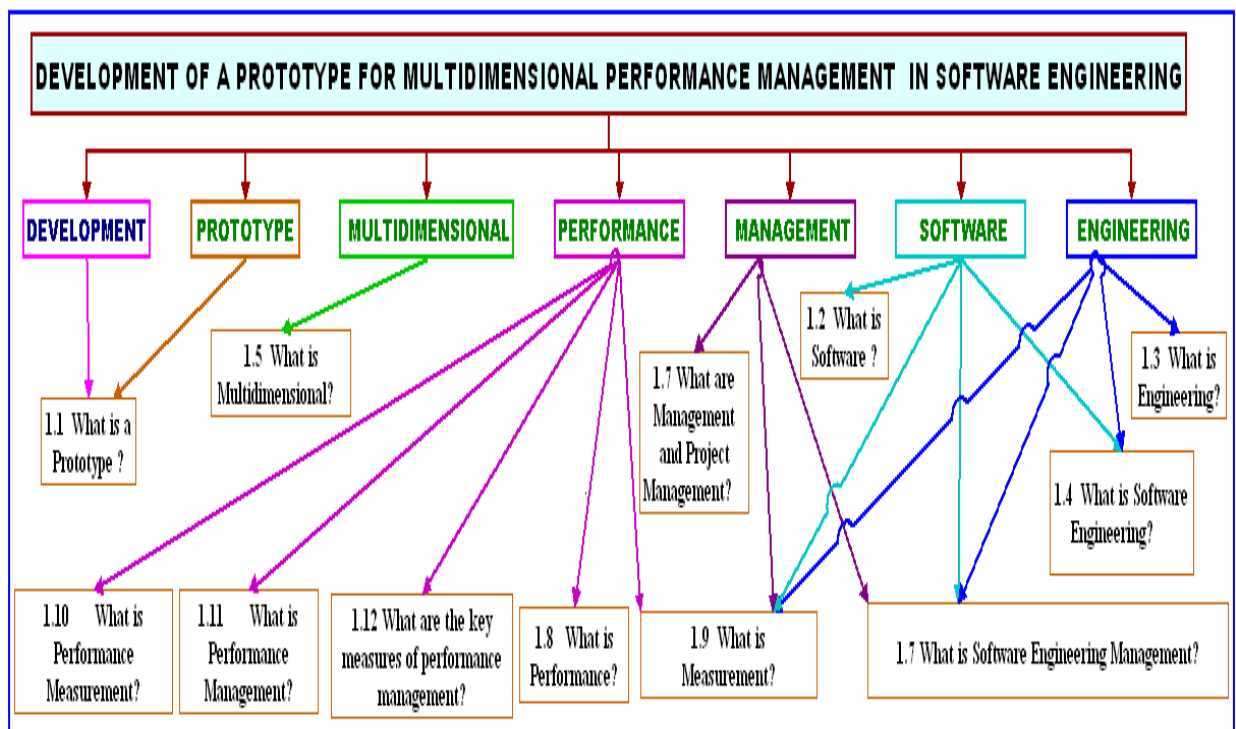 DEVELOPMENT OF A PROTOTYPE FOR MULTIDIMENSIONAL PERFORMANCE MANAGEMENT IN SOFTWARE ENGINEERING
DEVELOPMENT
PROTOTYPE
MULTIDIMENSIONAL
PERFORMANCE
MANAGEMENT
SOFTWARE
ENGINEERING
1.2 What is
Software ?
1.5 What is
Multidimensional?
1.3 What is
Engineering?
1.7 What are
Management
and Project
Management?
1.1 What is a
Prototype ?
1.4 What is Software
Engineering?
1.10 What is
Performance
Measurement?
1.11 What is
Performance
Management?
1.12 What are the key
measures of performance
management?
1.8 What is
Performance?
1.9 What is
Measurement?
1.7 What is Software Engineering Management?